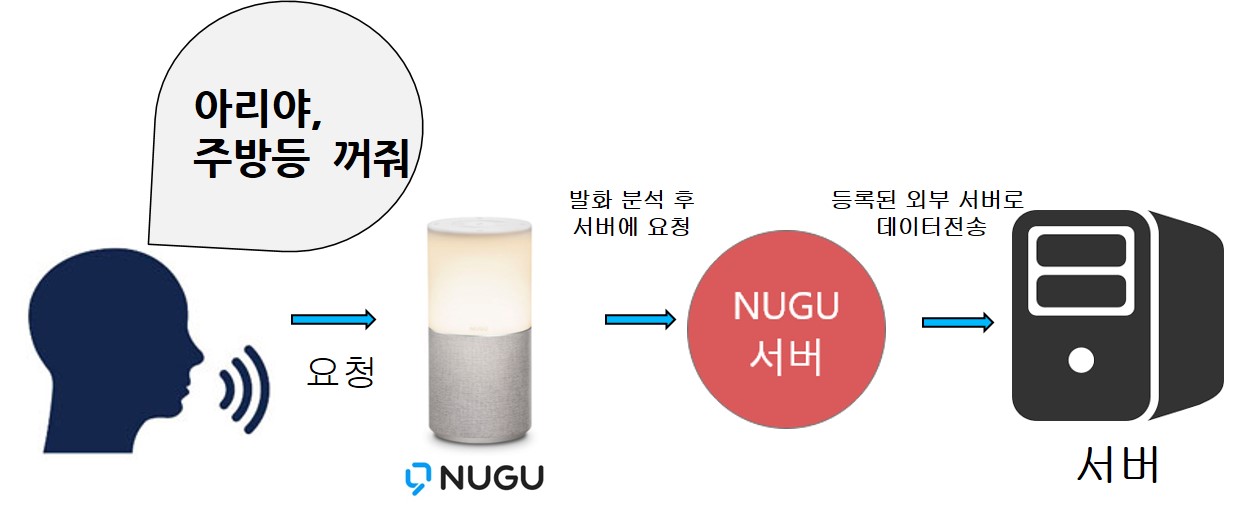 아리야,
주방등 꺼줘
발화 분석 후
서버에 요청
등록된 외부 서버로
데이터전송
요청
NUGU
서버
NUGU
서버